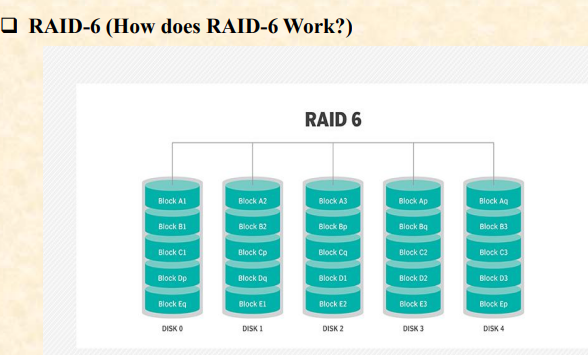 ❑ RAID-6 (How does RAID-6 Work?)
RAID 6
Block A1 Block A2 Block A3 Block Ap Block Aq
Block B1 Block B2 Block Bp Block Bq Block B3
Block C1 Block Cp Block Cq Block C2 Block C3
Block Dp Block Dq Block D1 Block D2 Block D3
Block Eq Block E1 Block E2 Block E3 Block Ep
DISK 0 DISK 1 DISK 2 DISK 3 DISK 4